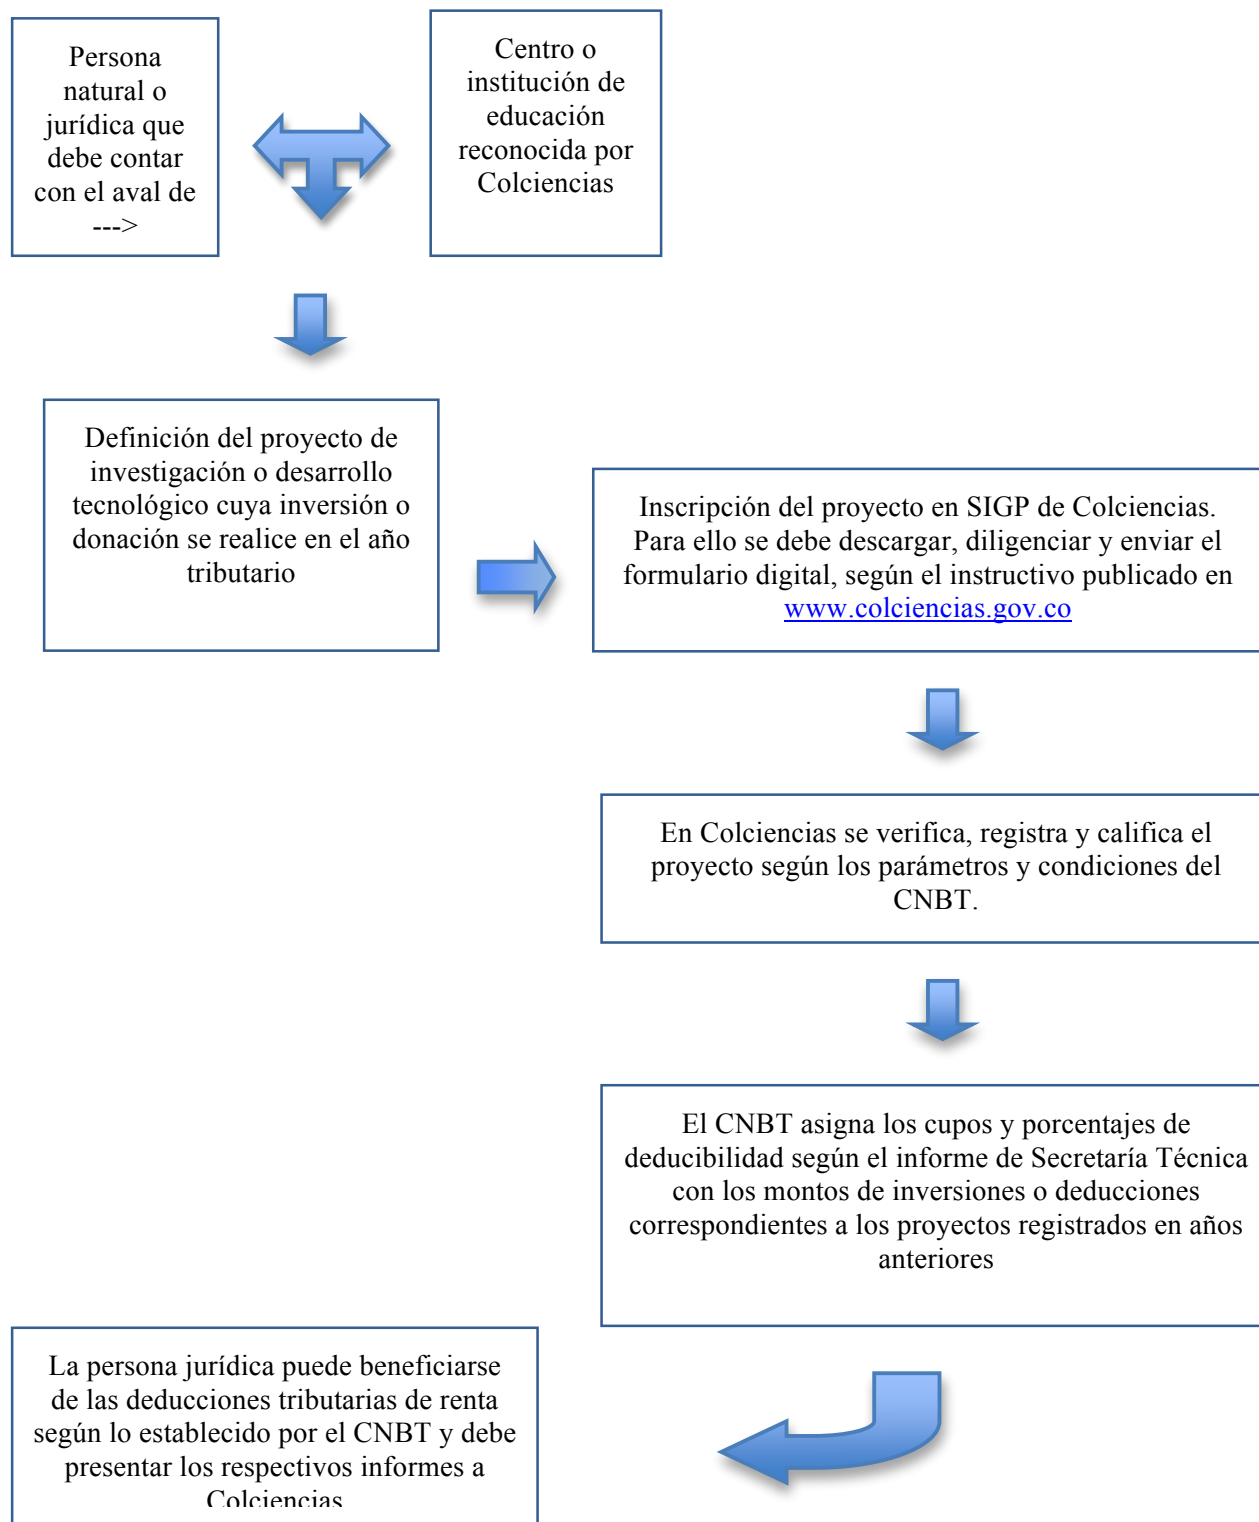 Persona
natural o
jurídica que
debe contar
con el aval de
--->
Centro o
institución de
educación
reconocida por
Colciencias
Definición del proyecto de
investigación o desarrollo
tecnológico cuya inversión o
donación se realice en el año
tributario
Inscripción del proyecto en SIGP de Colciencias.
Para ello se debe descargar, diligenciar y enviar el
formulario digital, según el instructivo publicado en
www.colciencias.gov.co
En Colciencias se verifica, registra y califica el
proyecto según los parámetros y condiciones del
CNBT.
El CNBT asigna los cupos y porcentajes de
deducibilidad según el informe de Secretaría Técnica
con los montos de inversiones o deducciones
correspondientes a los proyectos registrados en años
anteriores
La persona jurídica puede beneficiarse
de las deducciones tributarias de renta
según lo establecido por el CNBT y debe
presentar los respectivos informes a
Colciencias